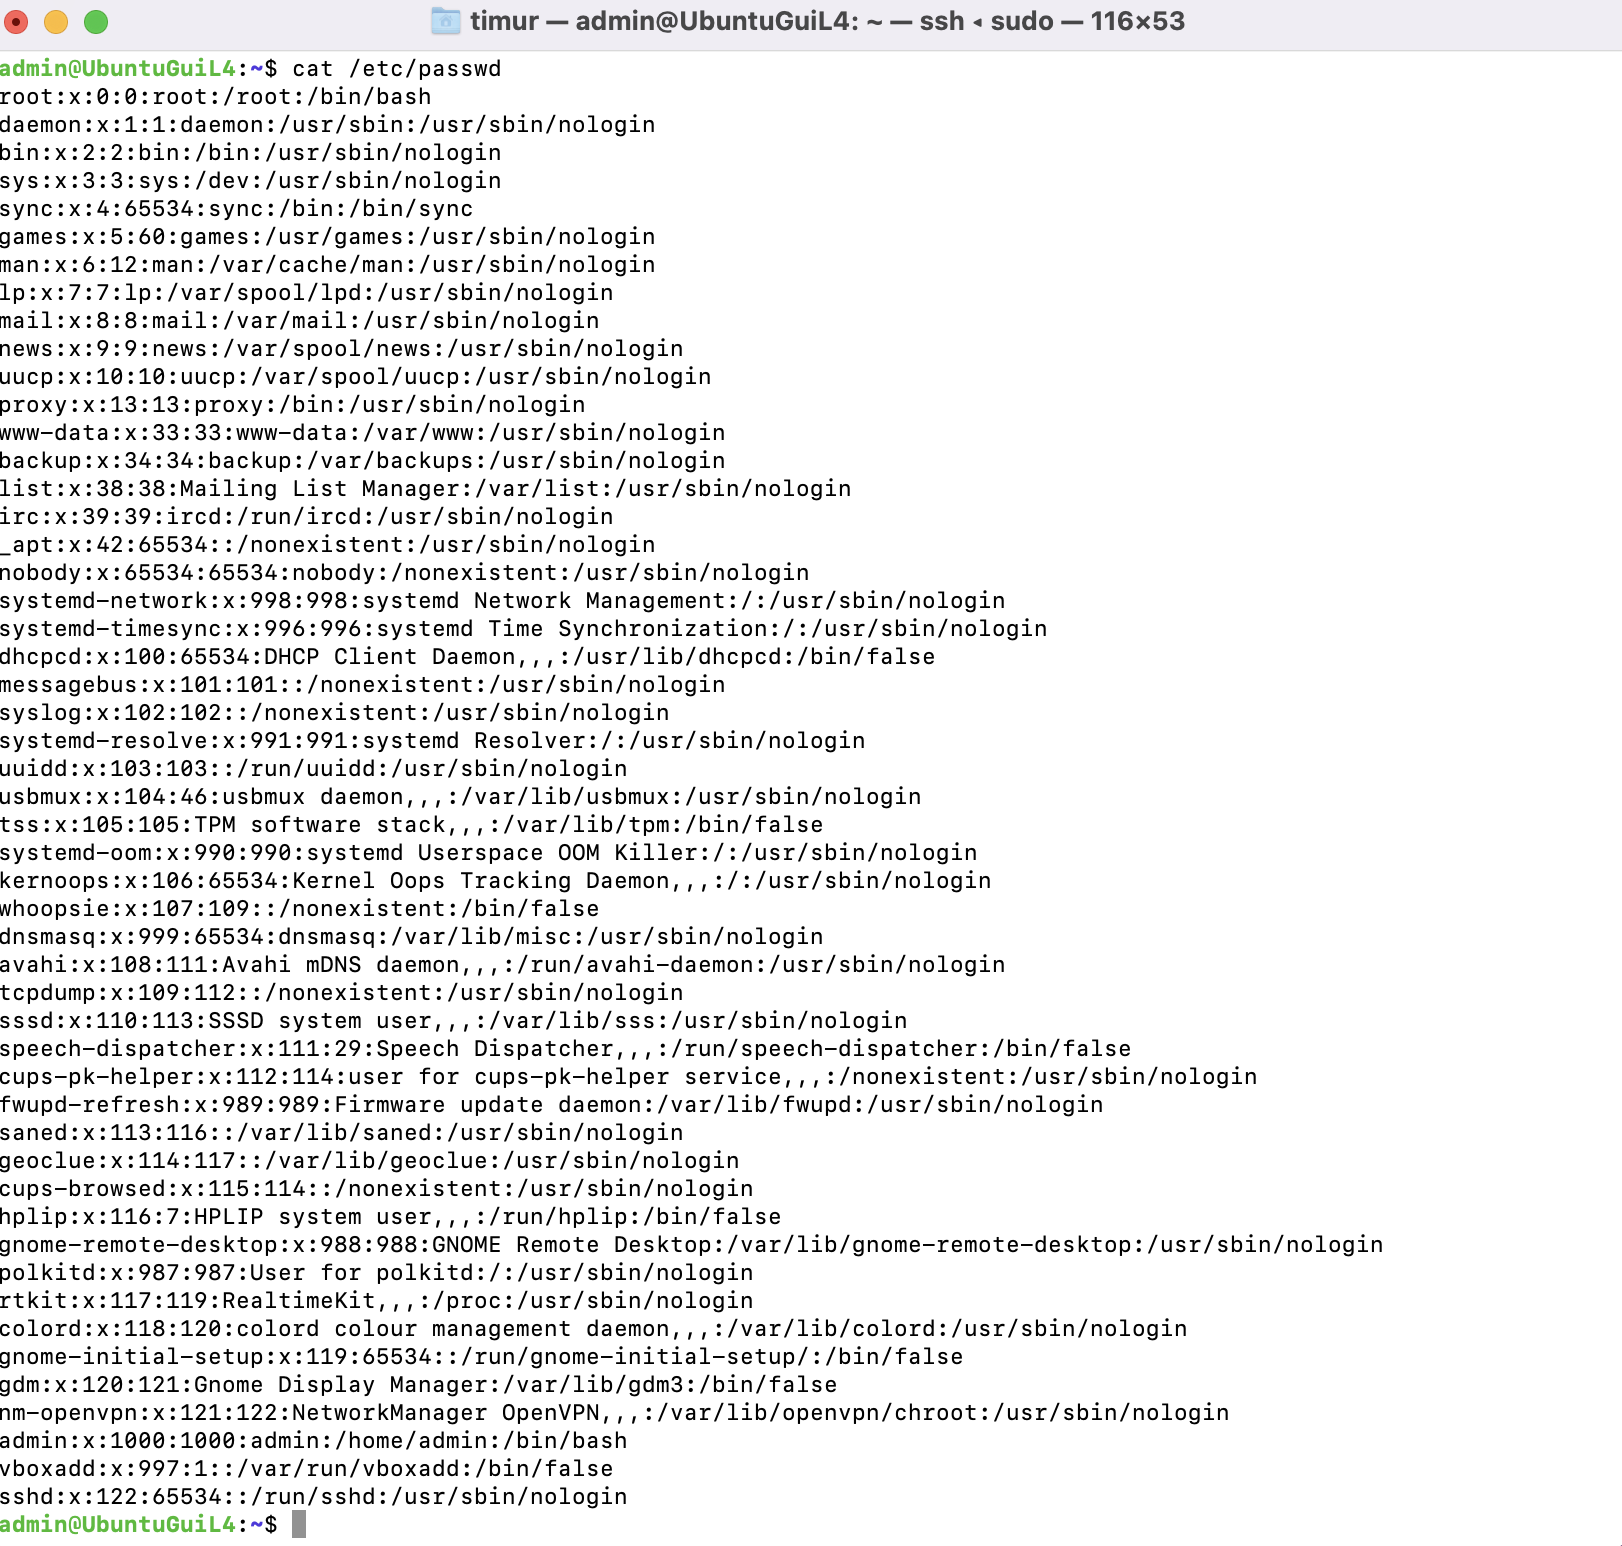 timur — admin@UbuntuGuiL4: ~ — ssh ◂ sudo — 116×53
admin@UbuntuGuiL4:~$ cat /etc/passwd
root:x:0:0:root:/root:/bin/bash
daemon:x:1:1:daemon:/usr/sbin:/usr/sbin/nologin
bin:x:2:2:bin:/bin:/usr/sbin/nologin
sys:x:3:3:sys:/dev:/usr/sbin/nologin
sync:x:4:65534:sync:/bin:/bin/sync
games:x:5:60:games:/usr/games:/usr/sbin/nologin
man:x:6:12:man:/var/cache/man:/usr/sbin/nologin
lp:x:7:7:lp:/var/spool/lpd:/usr/sbin/nologin
mail:x:8:8:mail:/var/mail:/usr/sbin/nologin
news:x:9:9:news:/var/spool/news:/usr/sbin/nologin
uucp:x:10:10:uucp:/var/spool/uucp:/usr/sbin/nologin
proxy:x:13:13:proxy:/bin:/usr/sbin/nologin
www-data:x:33:33:www-data:/var/www:/usr/sbin/nologin
backup:x:34:34:backup:/var/backups:/usr/sbin/nologin
list:x:38:38:Mailing List Manager:/var/list:/usr/sbin/nologin
irc:x:39:39:ircd:/run/ircd:/usr/sbin/nologin
_apt:x:42:65534::/nonexistent:/usr/sbin/nologin
nobody:x:65534:65534:nobody:/nonexistent:/usr/sbin/nologin
systemd-network:x:998:998:systemd Network Management:/:/usr/sbin/nologin
systemd-timesync:x:996:996:systemd Time Synchronization:/:/usr/sbin/nologin
dhcpcd:x:100:65534:DHCP Client Daemon,,,:/usr/lib/dhcpcd:/bin/false
messagebus:x:101:101::/nonexistent:/usr/sbin/nologin
syslog:x:102:102::/nonexistent:/usr/sbin/nologin
systemd-resolve:x:991:991:systemd Resolver:/:/usr/sbin/nologin
uuidd:x:103:103::/run/uuidd:/usr/sbin/nologin
usbmux:x:104:46:usbmux daemon,,,:/var/lib/usbmux:/usr/sbin/nologin
tss:x:105:105:TPM software stack,,,:/var/lib/tpm:/bin/false
systemd-oom:x:990:990:systemd Userspace OOM Killer:/:/usr/sbin/nologin
kernoops:x:106:65534:Kernel Oops Tracking Daemon,,,:/:/usr/sbin/nologin
whoopsie:x:107:109::/nonexistent:/bin/false
dnsmasq:x:999:65534:dnsmasq:/var/lib/misc:/usr/sbin/nologin
avahi:x:108:111:Avahi mDNS daemon,,,:/run/avahi-daemon:/usr/sbin/nologin
tcpdump:x:109:112::/nonexistent:/usr/sbin/nologin
sssd:x:110:113:SSSD system user,,,:/var/lib/sss:/usr/sbin/nologin
speech-dispatcher:x:111:29:Speech Dispatcher,,,:/run/speech-dispatcher:/bin/false
cups-pk-helper:x:112:114:user for cups-pk-helper service,,,:/nonexistent:/usr/sbin/nologin
fwupd-refresh:x:989:989:Firmware update daemon:/var/lib/fwupd:/usr/sbin/nologin
saned:x:113:116::/var/lib/saned:/usr/sbin/nologin
geoclue:x:114:117::/var/lib/geoclue:/usr/sbin/nologin
cups-browsed:x:115:114::/nonexistent:/usr/sbin/nologin
hplip:x:116:7:HPLIP system user,,,:/run/hplip:/bin/false
gnome-remote-desktop:x:988:988:GNOME Remote Desktop:/var/lib/gnome-remote-desktop:/usr/sbin/nologin
polkitd:x:987:987:User for polkitd:/:/usr/sbin/nologin
rtkit:x:117:119:RealtimeKit,,,:/proc:/usr/sbin/nologin
colord:x:118:120:colord colour management daemon,,,:/var/lib/colord:/usr/sbin/nologin
gnome-initial-setup:x:119:65534::/run/gnome-initial-setup/:/bin/false
gdm:x:120:121:Gnome Display Manager:/var/lib/gdm3:/bin/false
nm-openvpn:x:121:122:NetworkManager OpenVPN,,,:/var/lib/openvpn/chroot:/usr/sbin/nologin
admin:x:1000:1000:admin:/home/admin:/bin/bash
vboxadd:x:997:1::/var/run/vboxadd:/bin/false
sshd:x:122:65534::/run/sshd:/usr/sbin/nologin
admin@UbuntuGuiL4:~$